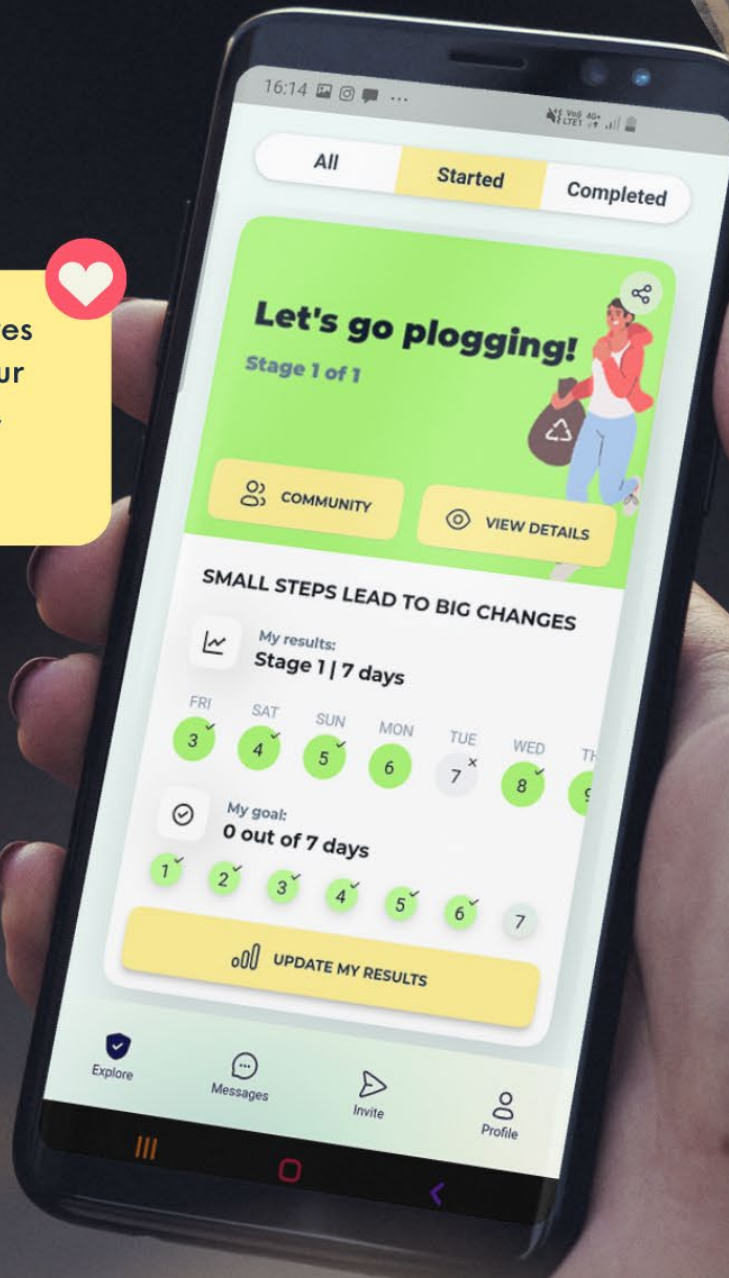 16:14
Voı) 4G+
LTE1
All Started Completed
Let's go plogging!
Stage 1 of 1
COMMUNITY VIEW DETAILS
SMALL STEPS LEAD TO BIG CHANGES
My results:
Stage 1 | 7 days
FRI SAT SUN MON TUE WED
3 4 5 6 7 8
My goal:
0 out of 7 days
1 2 3 4 5 6 7
UPDATE MY RESULTS
Explore Messages Invite Profile